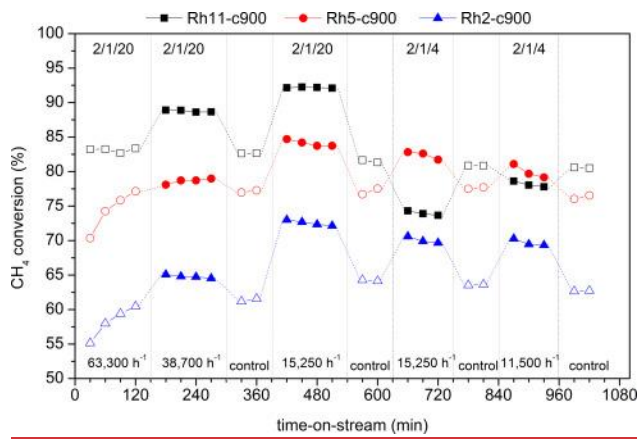 Rh11-c900 Rh5-c900 Rh2-c900
100
95
90
85
80
75
70
65
60
55
50
CH4 conversion (%)
2/1/20 2/1/20 2/1/20 2/1/4 2/1/4
63,300 h-1 38,700 h-1 control 15,250 h-1 control 15,250 h-1 control 11,500 h-1 control
0 120 240 360 480 600 720 840 960 1080
time-on-stream (min)